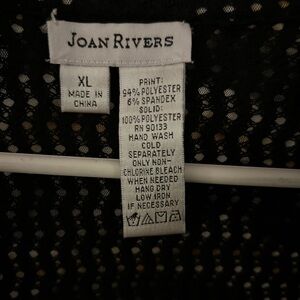 JOAN RIVERS
XL
MADE IN
CHINA
PRINT:
94% POLYESTER
6% SPANDEX
SOLID:
100% POLYESTER
RN 90133
HAND WASH
COLD
SEPARATELY
ONLY NON-
CHLORINE BLEACH
WHEN NEEDED
HANG DRY
LOW IRON
IF NECESSARY